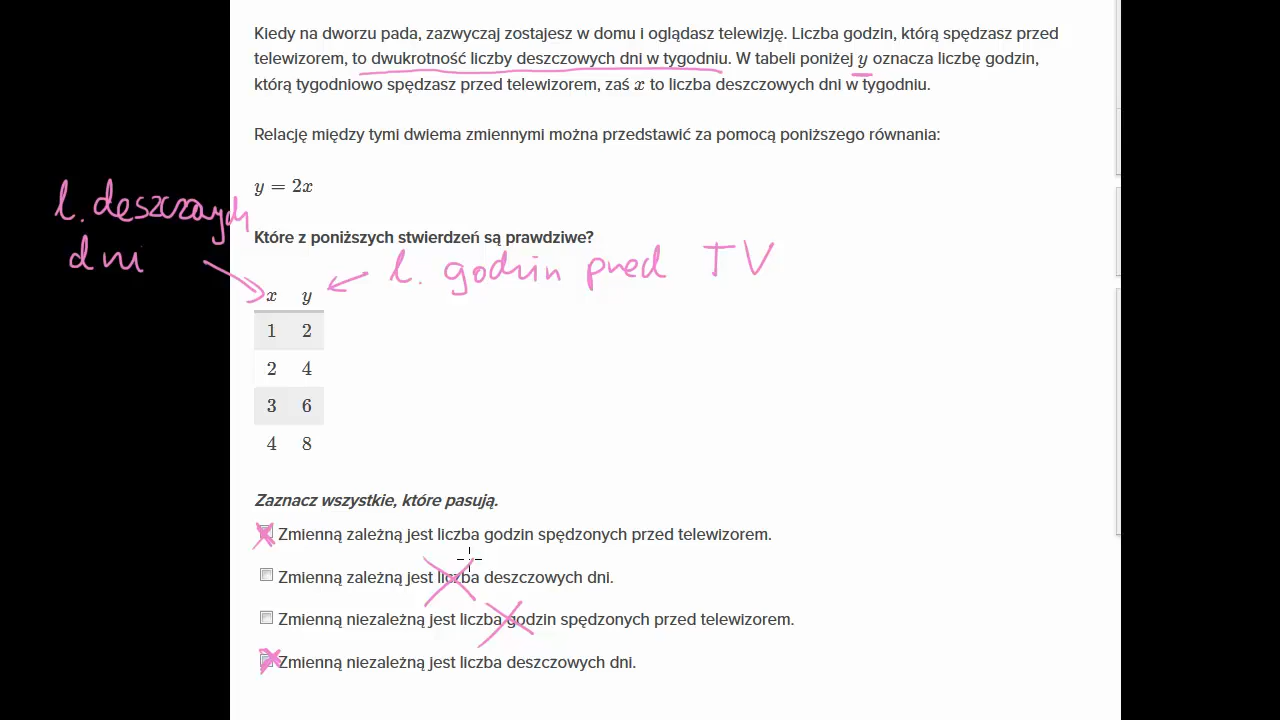 Kiedy na dworzu pada, zazwyczaj zostajesz w domu i oglądasz telewizję. Liczba godzin, którą spędzasz przed
telewizorem, to dwukrotność liczby deszczowych dni w tygodniu. W tabeli poniżej y oznacza liczbę godzin,
którą tygodniowo spędzasz przed telewizorem, zaś x to liczba deszczowych dni w tygodniu.
Relację między tymi dwiema zmiennymi można przedstawić za pomocą poniższego równania:
y = 2x
l. deszczowych
dni
Które z poniższych stwierdzeń są prawdziwe?
l. godzin przed TV
x y
1 2
2 4
3 6
4 8
Zaznacz wszystkie, które pasują.
Zmienną zależną jest liczba godzin spędzonych przed telewizorem.
Zmienną zależną jest liczba deszczowych dni.
Zmienną niezależną jest liczba godzin spędzonych przed telewizorem.
Zmienną niezależną jest liczba deszczowych dni.